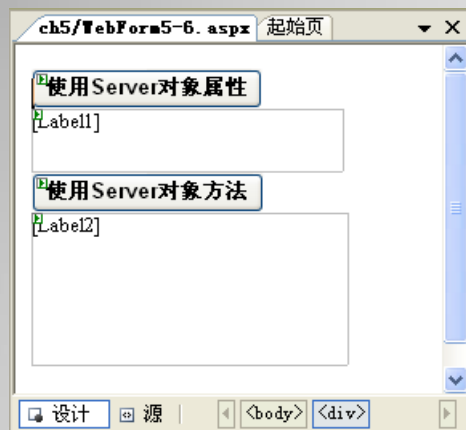 ch5/WebForm5-6.aspx 起始页
使用Server对象属性
[Label1]
使用Server对象方法
[Label2]
设计 源 <body> <div>